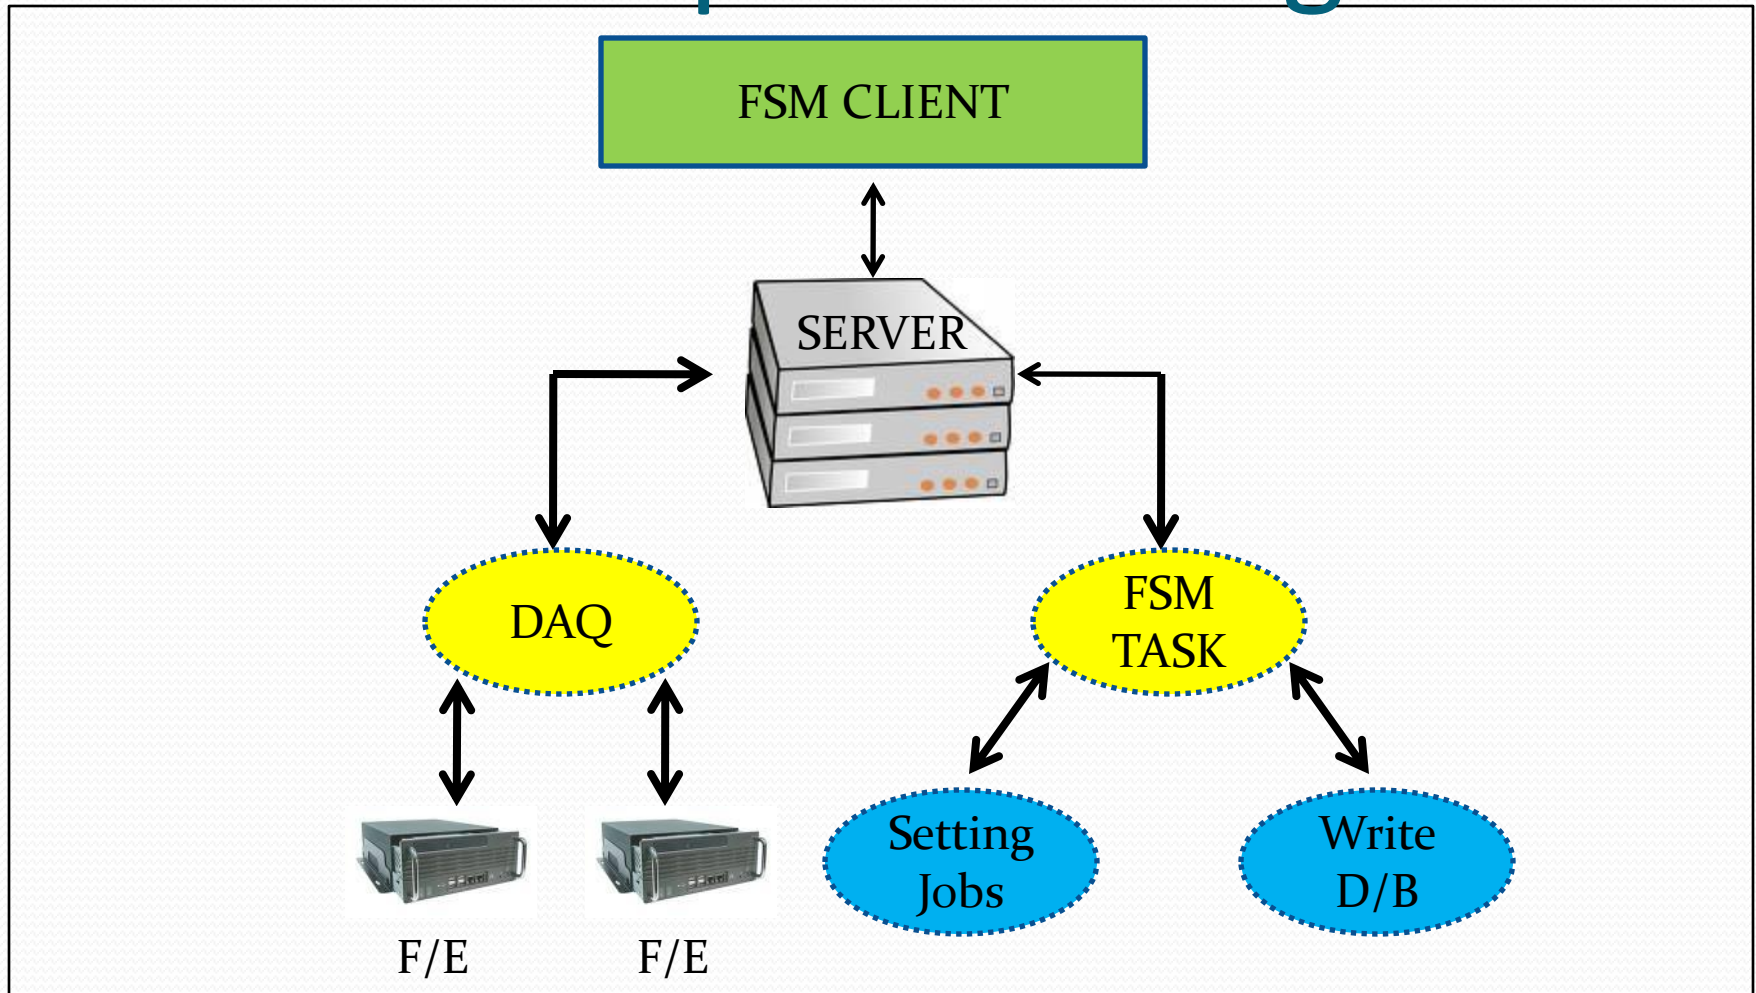 FSM CLIENT
SERVER
DAQ
FSM
TASK
Setting
Jobs
Write
D/B
F/E
F/E